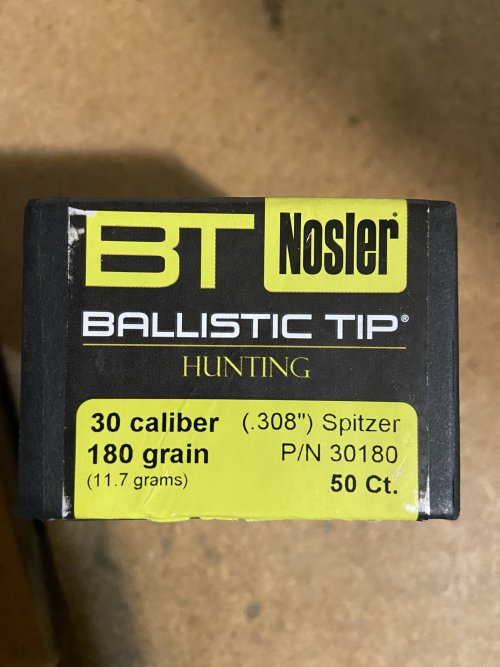 BT Nosler®
BALLISTIC TIP®
HUNTING
30 caliber (.308") Spitzer
180 grain P/N 30180
(11.7 grams) 50 Ct.